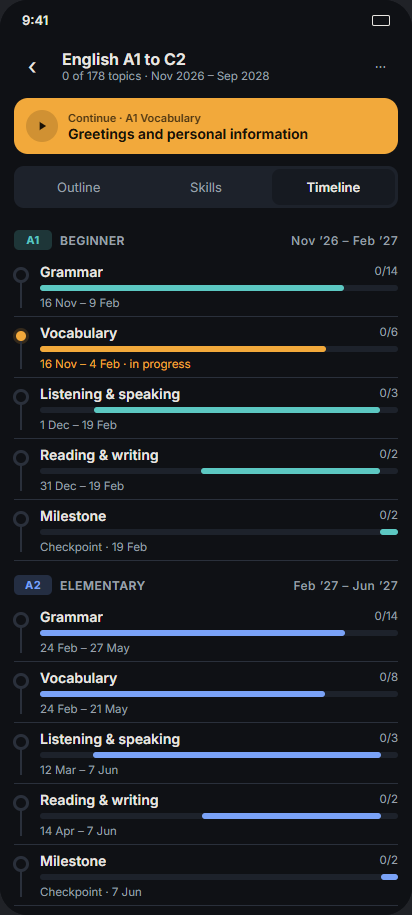 9:41
English A1 to C2
0 of 178 topics · Nov 2026 – Sep 2028
...
Continue · A1 Vocabulary
Greetings and personal information
Outline
Skills
Timeline
A1 BEGINNER Nov ’26 – Feb ’27
Grammar 0/14
16 Nov – 9 Feb
Vocabulary 0/6
16 Nov – 4 Feb · in progress
Listening & speaking 0/3
1 Dec – 19 Feb
Reading & writing 0/2
31 Dec – 19 Feb
Milestone 0/2
Checkpoint · 19 Feb
A2 ELEMENTARY Feb ’27 – Jun ’27
Grammar 0/14
24 Feb – 27 May
Vocabulary 0/8
24 Feb – 21 May
Listening & speaking 0/3
12 Mar – 7 Jun
Reading & writing 0/2
14 Apr – 7 Jun
Milestone 0/2
Checkpoint · 7 Jun